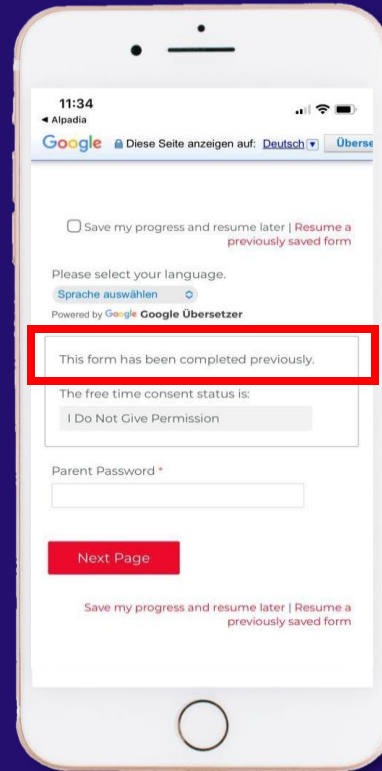 11:34
◄ Alpadia
Google Diese Seite anzeigen auf: Deutsch Überse
Save my progress and resume later | Resume a
previously saved form
Please select your language.
Sprache auswählen
Powered by Google Google Übersetzer
This form has been completed previously.
The free time consent status is:
I Do Not Give Permission
Parent Password *
Next Page
Save my progress and resume later | Resume a
previously saved form